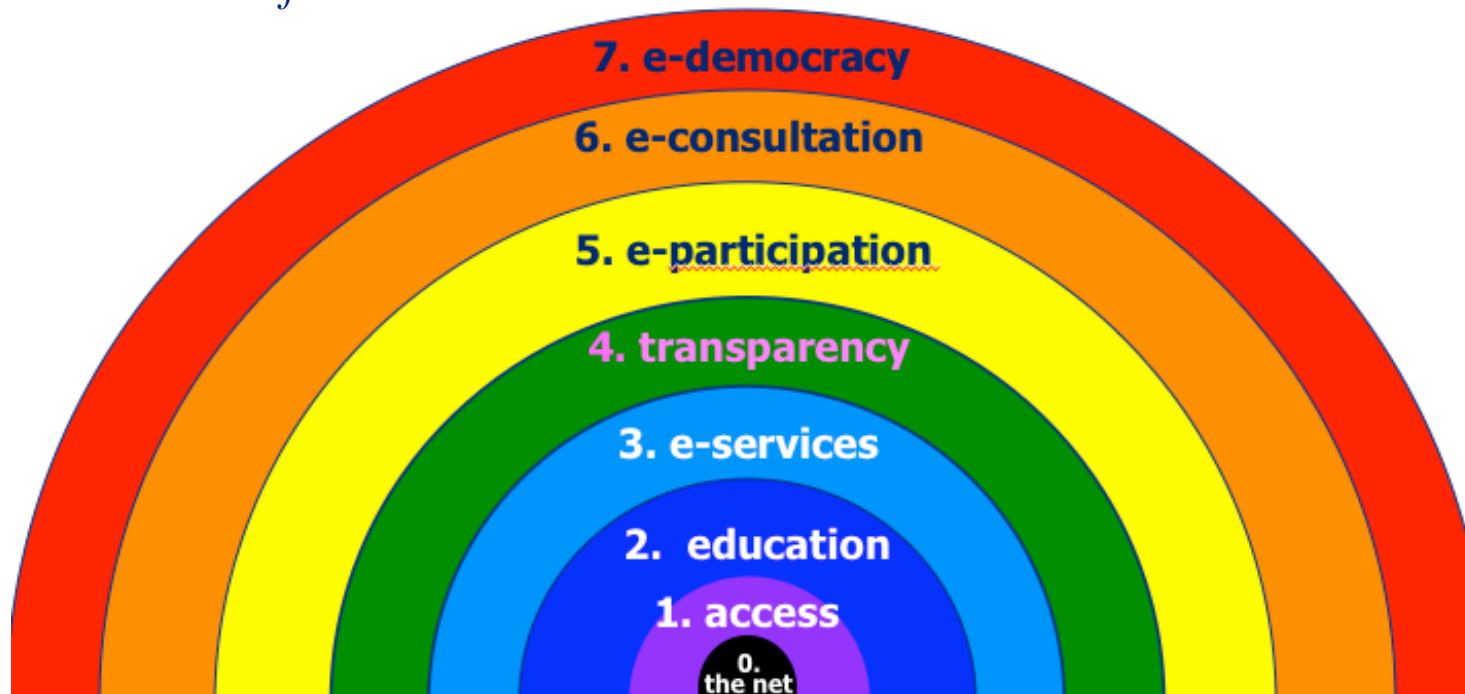 7. e-democracy
6. e-consultation
5. e-participation
4. transparency
3. e-services
2. education
1. access
0.
the net